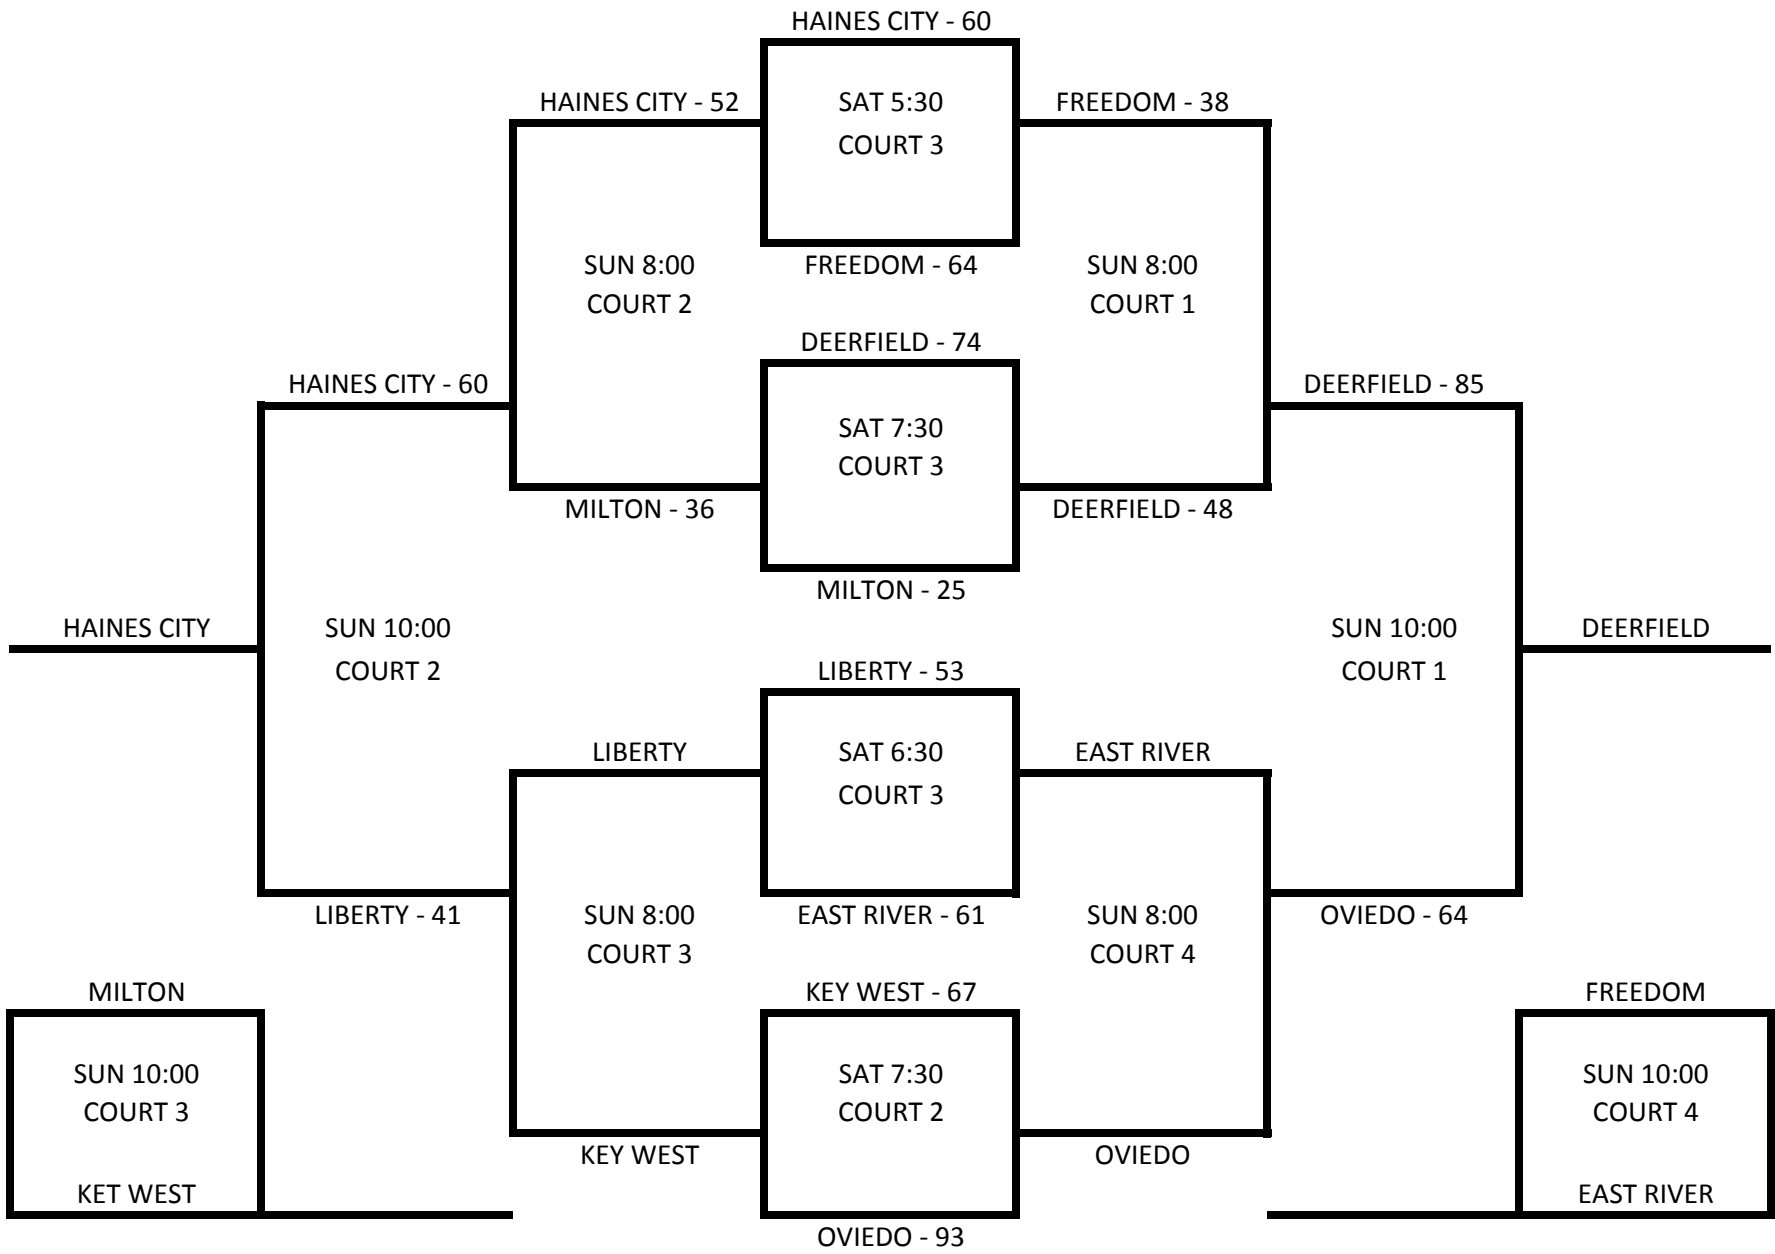 HAINES CITY - 60
HAINES CITY - 52
SAT 5:30
COURT 3
FREEDOM - 38
SUN 8:00
COURT 2
FREEDOM - 64
SUN 8:00
COURT 1
DEERFIELD - 74
HAINES CITY - 60
DEERFIELD - 85
SAT 7:30
COURT 3
MILTON - 36
DEERFIELD - 48
MILTON - 25
HAINES CITY
SUN 10:00
COURT 2
SUN 10:00
COURT 1
DEERFIELD
LIBERTY - 53
LIBERTY
SAT 6:30
COURT 3
EAST RIVER
LIBERTY - 41
SUN 8:00
COURT 3
EAST RIVER - 61
SUN 8:00
COURT 4
OVIEDO - 64
MILTON
KEY WEST - 67
FREEDOM
SUN 10:00
COURT 3
SAT 7:30
COURT 2
SUN 10:00
COURT 4
KEY WEST
OVIEDO
KET WEST
EAST RIVER
OVIEDO - 93